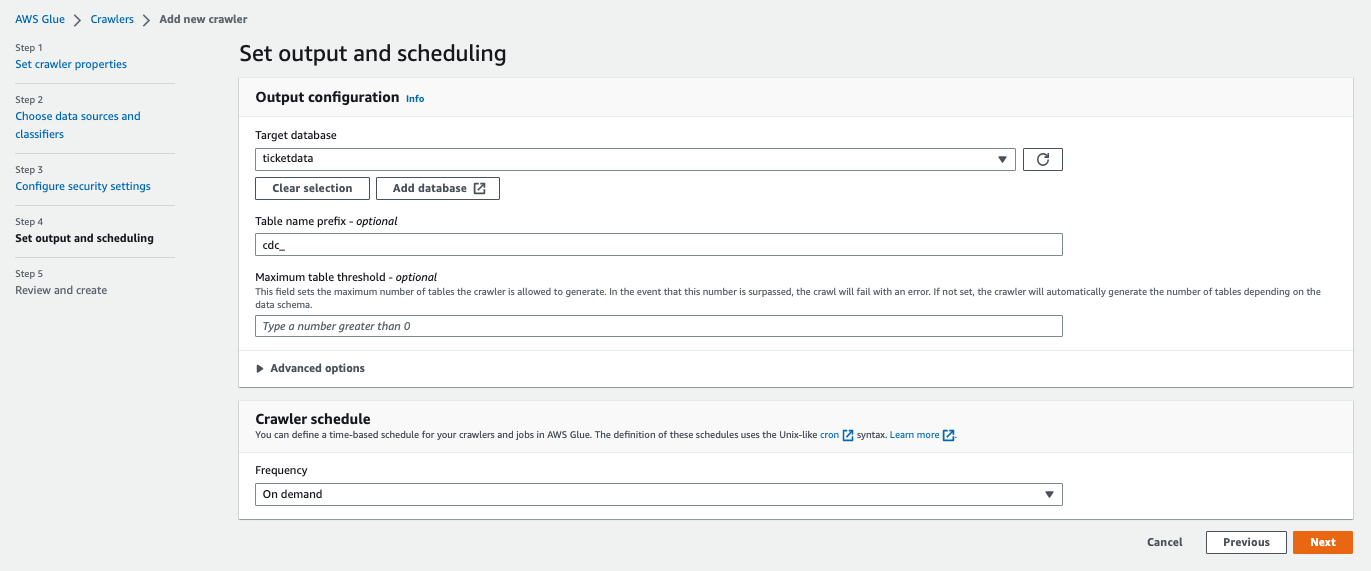 AWS Glue > Crawlers > Add new crawler
Step 1
Set crawler properties
Step 2
Choose data sources and
classifiers
Step 3
Configure security settings
Step 4
Set output and scheduling
Step 5
Review and create
Set output and scheduling
Output configuration Info
Target database
ticketdata
Clear selection
Add database
Table name prefix - optional
cdc_
Maximum table threshold - optional
This field sets the maximum number of tables the crawler is allowed to generate. In the event that this number is surpassed, the crawl will fail with an error. If not set, the crawler will automatically generate the number of tables depending on the
data schema.
Type a number greater than 0
Advanced options
Crawler schedule
You can define a time-based schedule for your crawlers and jobs in AWS Glue. The definition of these schedules uses the Unix-like cron syntax. Learn more.
Frequency
On demand
Cancel
Previous
Next